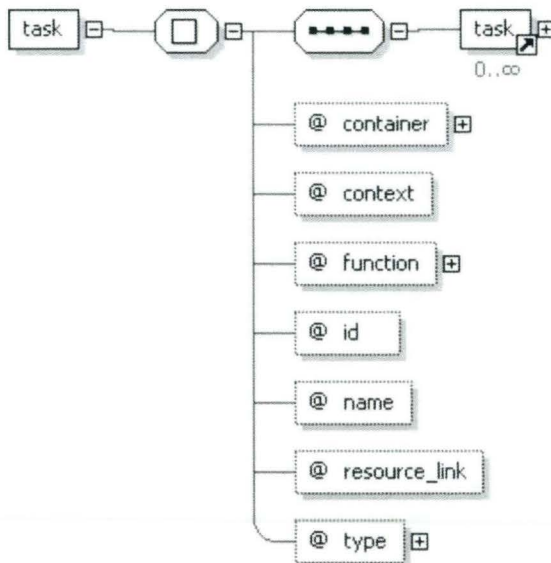 task task
0..∞
@ container
@ context
@ function
@ id
@ name
@ resource_link
@ type